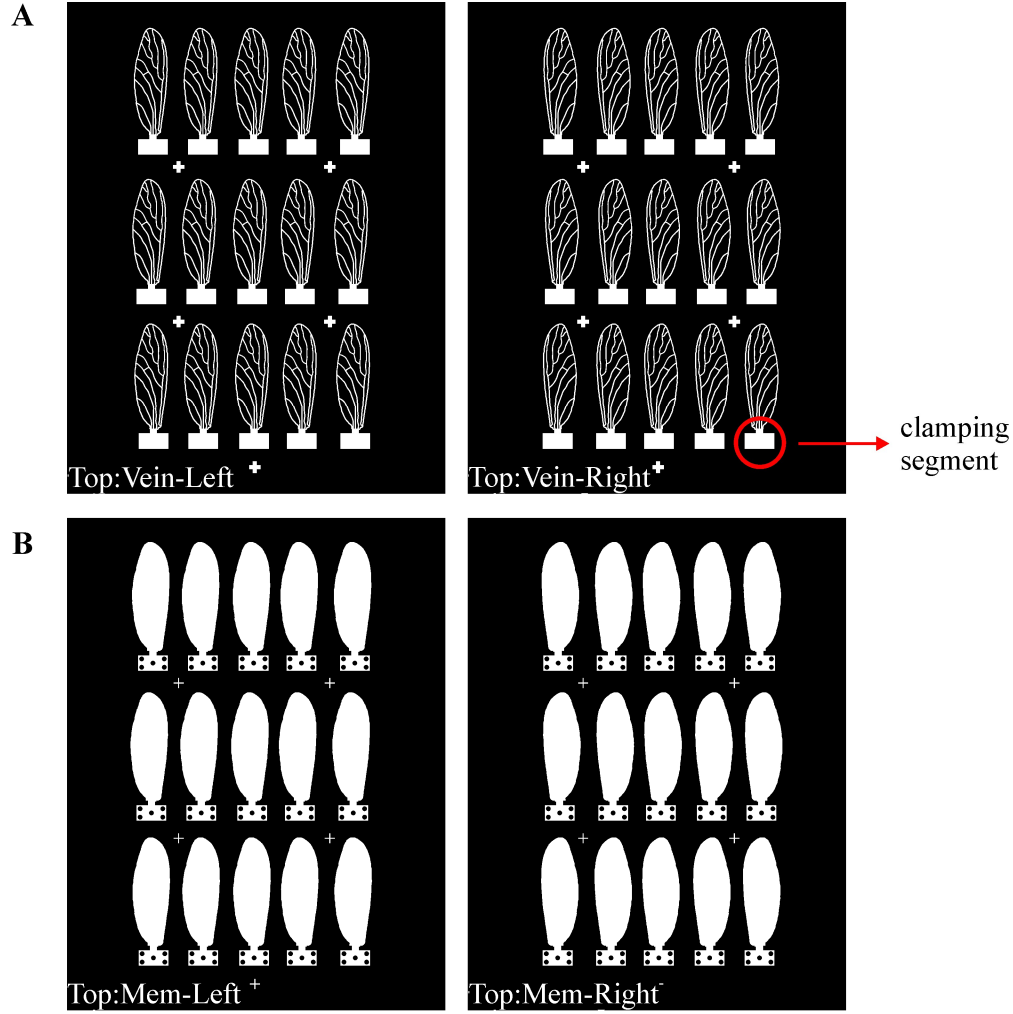 A
Top:Vein-Left
Top:Vein-Right
clamping
segment
B
Top:Mem-Left
Top:Mem-Right